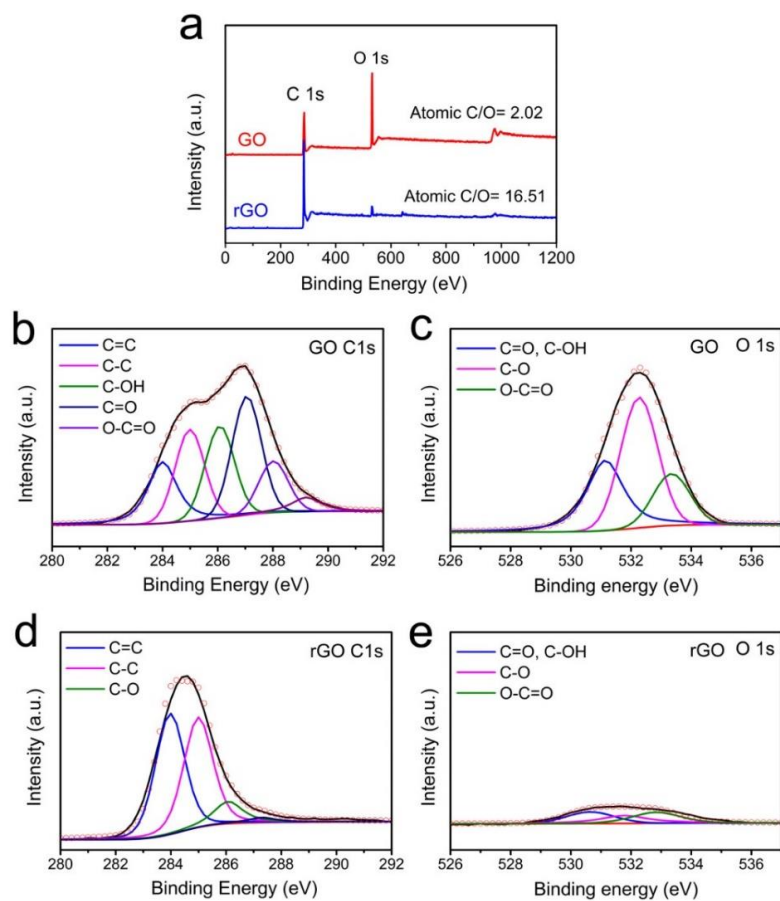 a
C 1s
O 1s
Atomic C/O= 2.02
GO
Atomic C/O= 16.51
rGO
Intensity (a.u.)
0 200 400 600 800 1000 1200
Binding Energy (eV)
b
C=C
C-C
C-OH
C=O
O-C=O
GO C1s
Intensity (a.u.)
280 282 284 286 288 290 292
Binding Energy (eV)
c
C=O, C-OH
C-O
O-C=O
GO O 1s
Intensity (a.u.)
526 528 530 532 534 536
Binding energy (eV)
d
C=C
C-C
C-O
rGO C1s
Intensity (a.u.)
280 282 284 286 288 290 292
Binding Energy (eV)
e
C=O, C-OH
C-O
O-C=O
rGO O 1s
Intensity (a.u.)
526 528 530 532 534 536
Binding energy (eV)